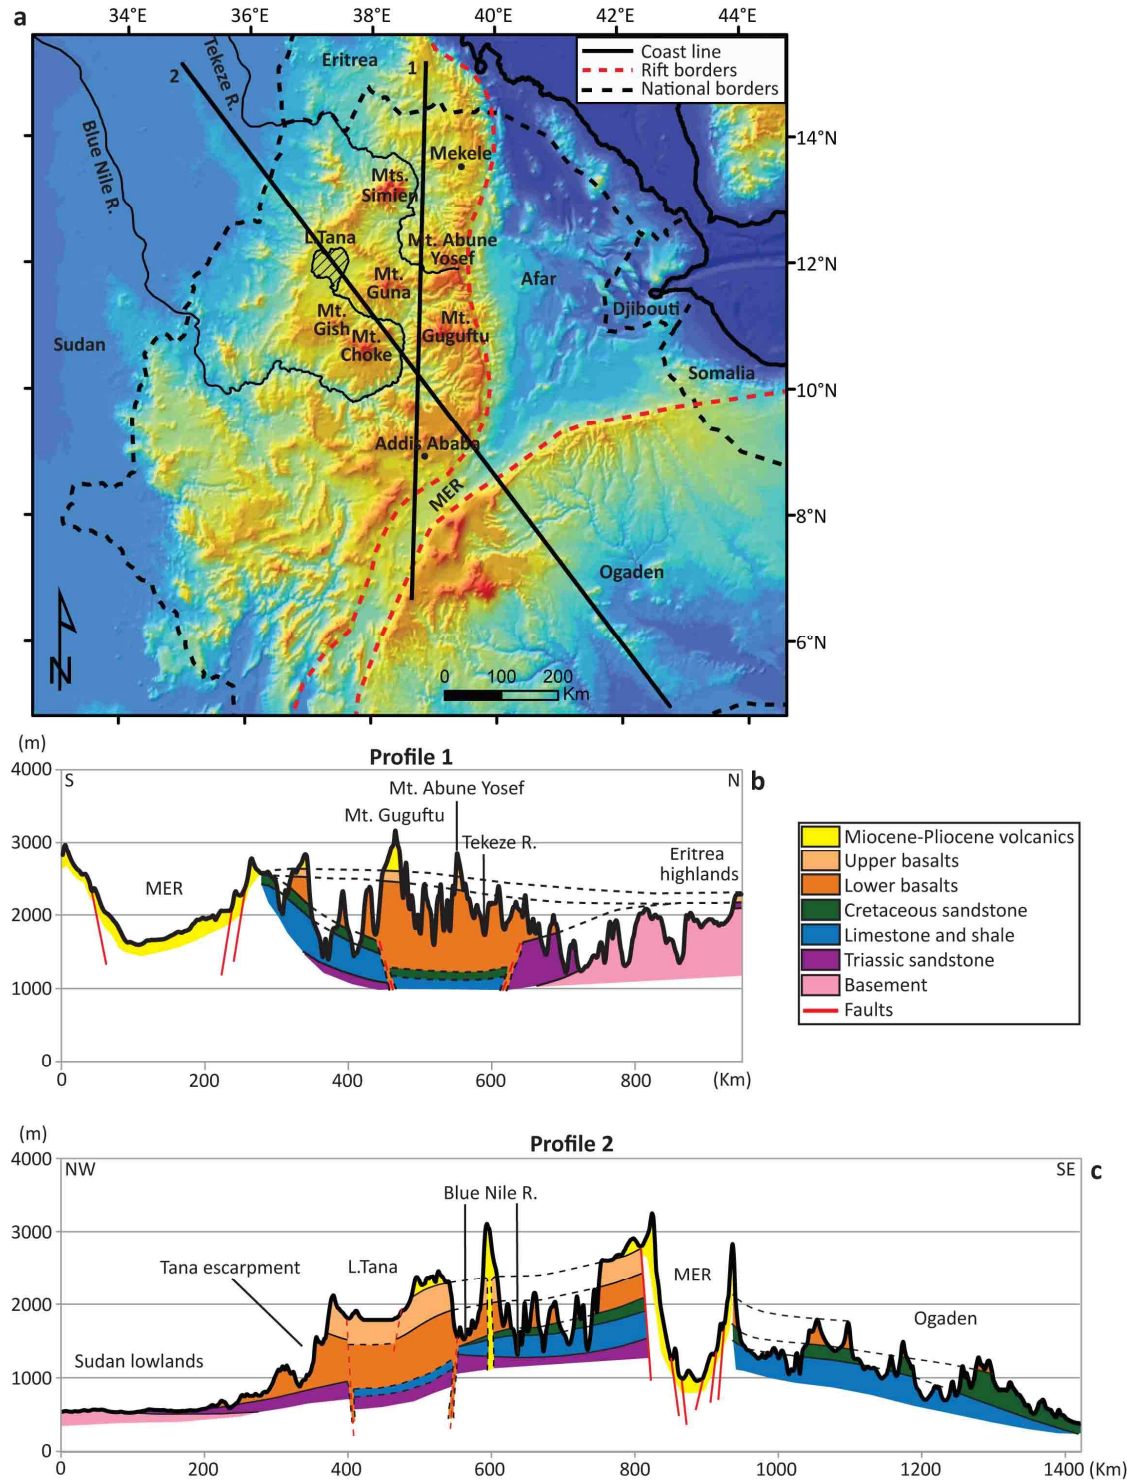 a
34°E
36°E
38°E
40°E
42°E
44°E
Coast line
Rift borders
National borders
2
Tekeze R.
Eritrea
1
Blue Nile R.
14°N
Mekele
Mts.
Simien
L.Tana
Mt. Abune
Yosef
12°N
Mt.
Guna
Afar
Mt.
Gish
Mt.
Choke
Mt.
Guguftu
Djibouti
Sudan
Somalia
10°N
Addis Ababa
MER
8°N
Ogaden
6°N
N
0 100 200
Km
(m)
Profile 1
4000
S
N
b
Mt. Abune Yosef
Mt. Guguftu
Tekeze R.
3000
MER
Eritrea
highlands
2000
1000
0
0 200 400 600 800 (Km)
Miocene-Pliocene volcanics
Upper basalts
Lower basalts
Cretaceous sandstone
Limestone and shale
Triassic sandstone
Basement
Faults
(m)
Profile 2
4000
NW
SE
c
Blue Nile R.
3000
Tana escarpment
L.Tana
MER
2000
Ogaden
Sudan lowlands
1000
0
0 200 400 600 800 1000 1200 1400 (Km)